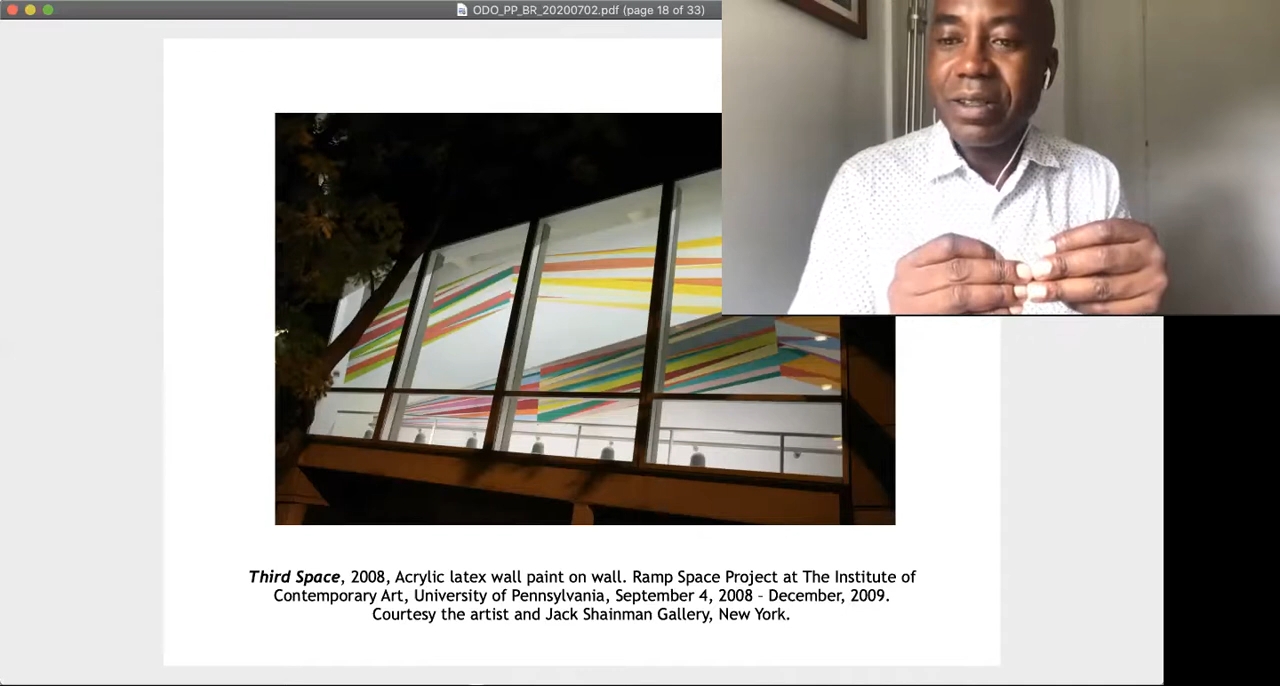 ODO_PP_BR_20200702.pdf (page 18 of 33)
Third Space, 2008, Acrylic latex wall paint on wall. Ramp Space Project at The Institute of
Contemporary Art, University of Pennsylvania, September 4, 2008 – December, 2009.
Courtesy the artist and Jack Shainman Gallery, New York.